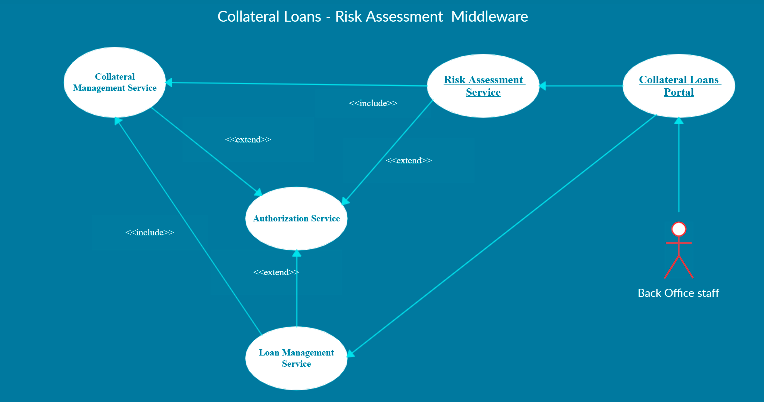 Collateral Loans - Risk Assessment Middleware
Collateral
Management Service
Risk Assessment
Service
Collateral Loans
Portal
<<include>>
<<extend>>
<<extend>>
Authorization Service
<<include>>
<<extend>>
Back Office staff
Loan Management
Service